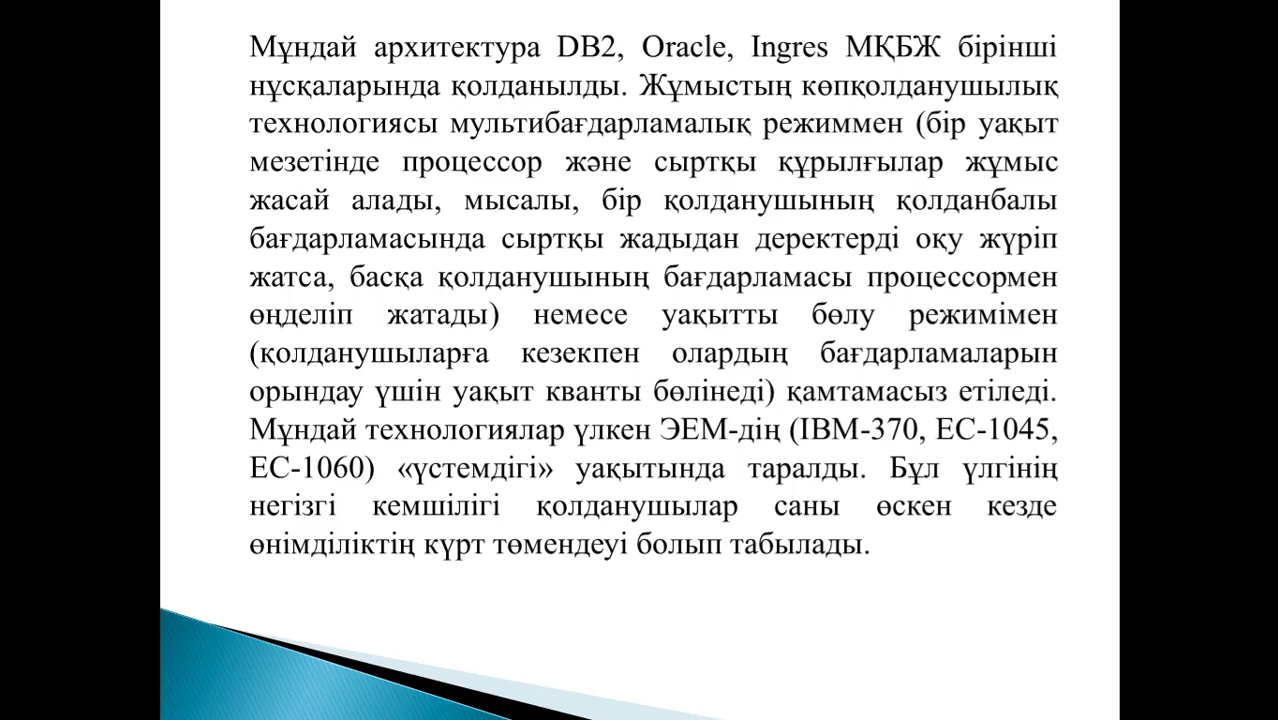 Мұндай архитектура DB2, Oracle, Ingres МҚБЖ бірінші
нұсқаларында қолданылды. Жұмыстың көпқолданушылық
технологиясы мультибағдарламалық режиммен (бір уақыт
мезетінде процессор және сыртқы құрылғылар жұмыс
жасай алады, мысалы, бір қолданушының қолданбалы
бағдарламасында сыртқы жадыдан деректерді оқу жүріп
жатса, басқа қолданушының бағдарламасы процессормен
өңделіп жатады) немесе уақытты бөлу режимімен
(қолданушыларға кезекпен олардың бағдарламаларын
орындау үшін уақыт кванты бөлінеді) қамтамасыз етіледі.
Мұндай технологиялар үлкен ЭЕМ-дің (IBM-370, ЕС-1045,
ЕС-1060) «үстемдігі» уақытында таралды. Бұл үлгінің
негізгі кемшілігі қолданушылар саны өскен кезде
өнімділіктің күрт төмендеуі болып табылады.